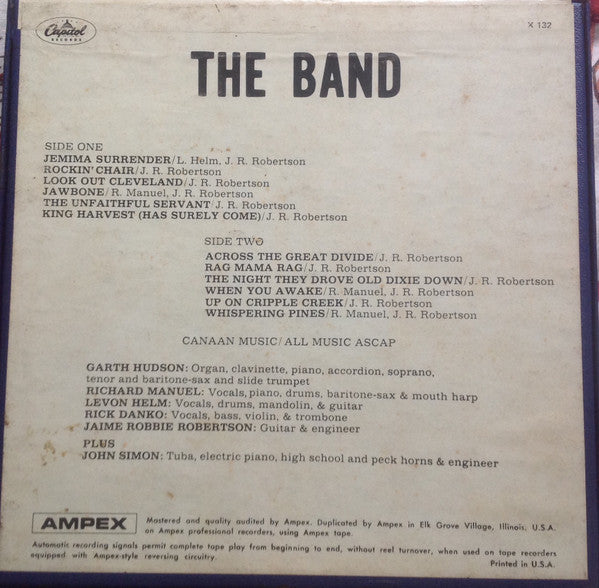 Capitol
RECORDS
X 132
THE BAND
SIDE ONE
JEMIMA SURRENDER/L. Helm, J. R. Robertson
ROCKIN' CHAIR/J. R. Robertson
LOOK OUT CLEVELAND/J. R. Robertson
JAWBONE/R. Manuel, J. R. Robertson
THE UNFAITHFUL SERVANT/J. R. Robertson
KING HARVEST (HAS SURELY COME)/J. R. Robertson
SIDE TWO
ACROSS THE GREAT DIVIDE/J. R. Robertson
RAG MAMA RAG/J. R. Robertson
THE NIGHT THEY DROVE OLD DIXIE DOWN/J. R. Robertson
WHEN YOU AWAKE/R. Manuel, J. R. Robertson
UP ON CRIPPLE CREEK/J. R. Robertson
WHISPERING PINES/R. Manuel, J. R. Robertson
CANAAN MUSIC/ALL MUSIC ASCAP
GARTH HUDSON: Organ, clavinette, piano, accordion, soprano,
tenor and baritone-sax and slide trumpet
RICHARD MANUEL: Vocals, piano, drums, baritone-sax & mouth harp
LEVON HELM: Vocals, drums, mandolin, & guitar
RICK DANKO: Vocals, bass, violin, & trombone
JAIME ROBBIE ROBERTSON: Guitar & engineer
PLUS
JOHN SIMON: Tuba, electric piano, high school and peck horns & engineer
AMPEX
Mastered and quality audited by Ampex. Duplicated by Ampex in Elk Grove Village, Illinois, U.S.A.
on Ampex professional recorders, using Ampex tape.
Automatic recording signals permit complete tape play from beginning to end, without reel turnover, when used on tape recorders
equipped with Ampex-style reversing circuitry.
Printed in U.S.A.